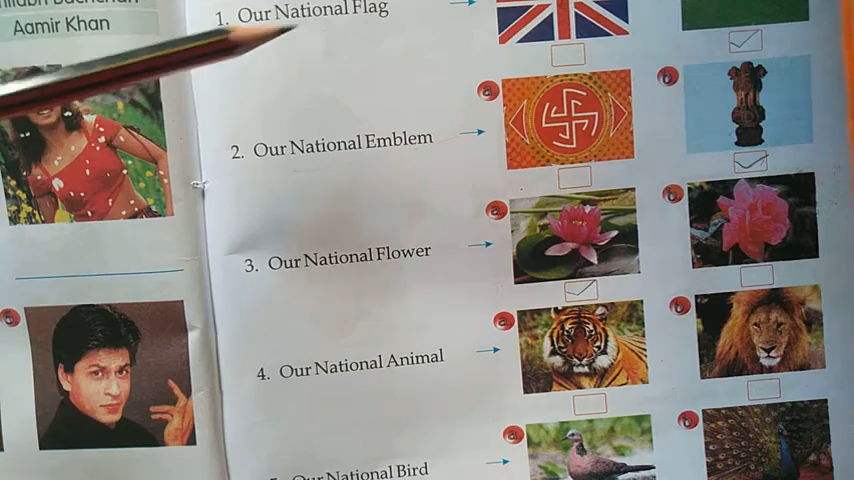 Aamir Khan
1. Our National Flag
a
b
2. Our National Emblem
a
b
3. Our National Flower
a
b
4. Our National Animal
a
b
Our National Bird